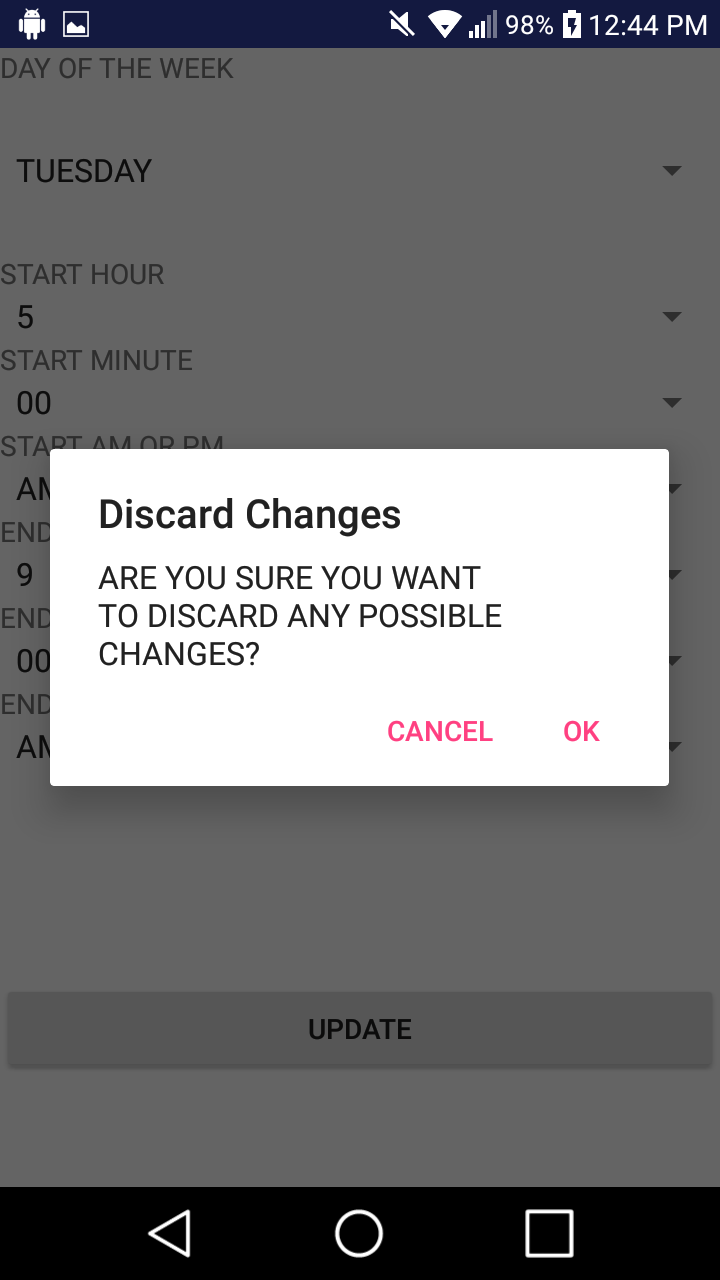 98% 12:44 PM
DAY OF THE WEEK
TUESDAY
START HOUR
5
START MINUTE
00
START AM OR PM
AM
END
9
END
00
END
AM
Discard Changes
ARE YOU SURE YOU WANT
TO DISCARD ANY POSSIBLE
CHANGES?
CANCEL OK
UPDATE